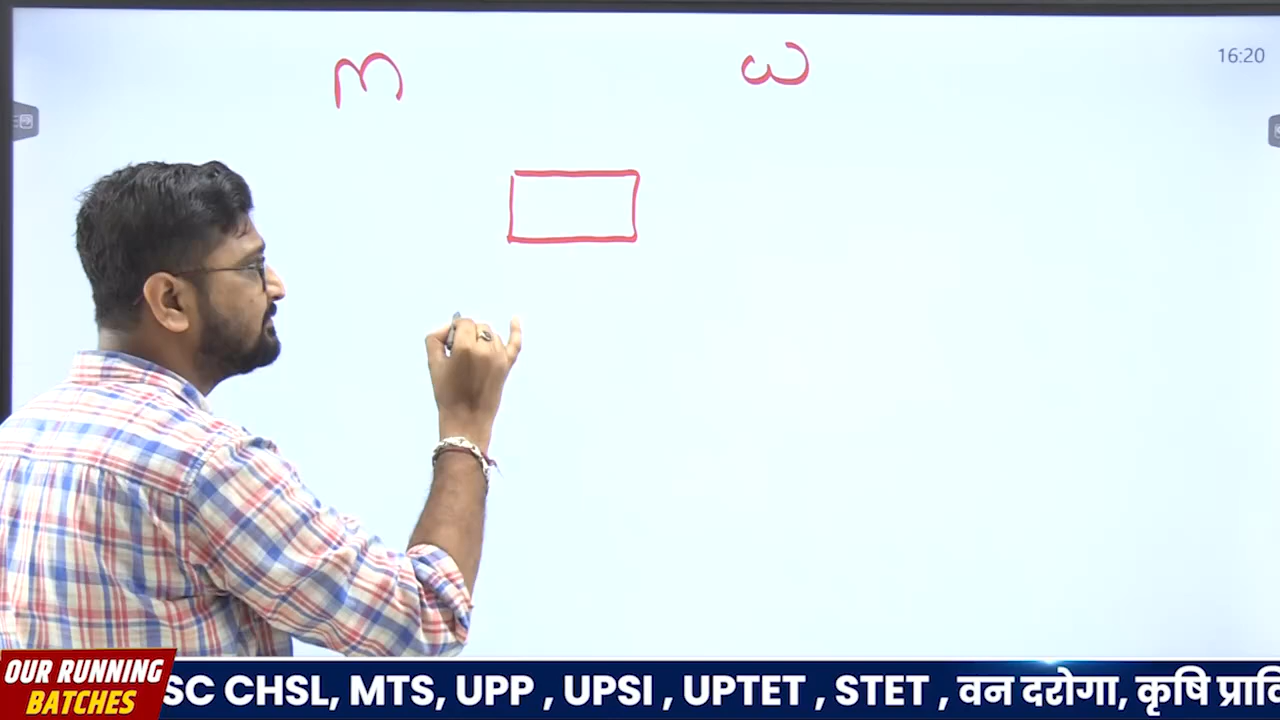 m ω
16:20
OUR RUNNING
BATCHES
SC CHSL, MTS, UPP , UPSI , UPTET , STET , वन दरोगा, कृषि प्रावि